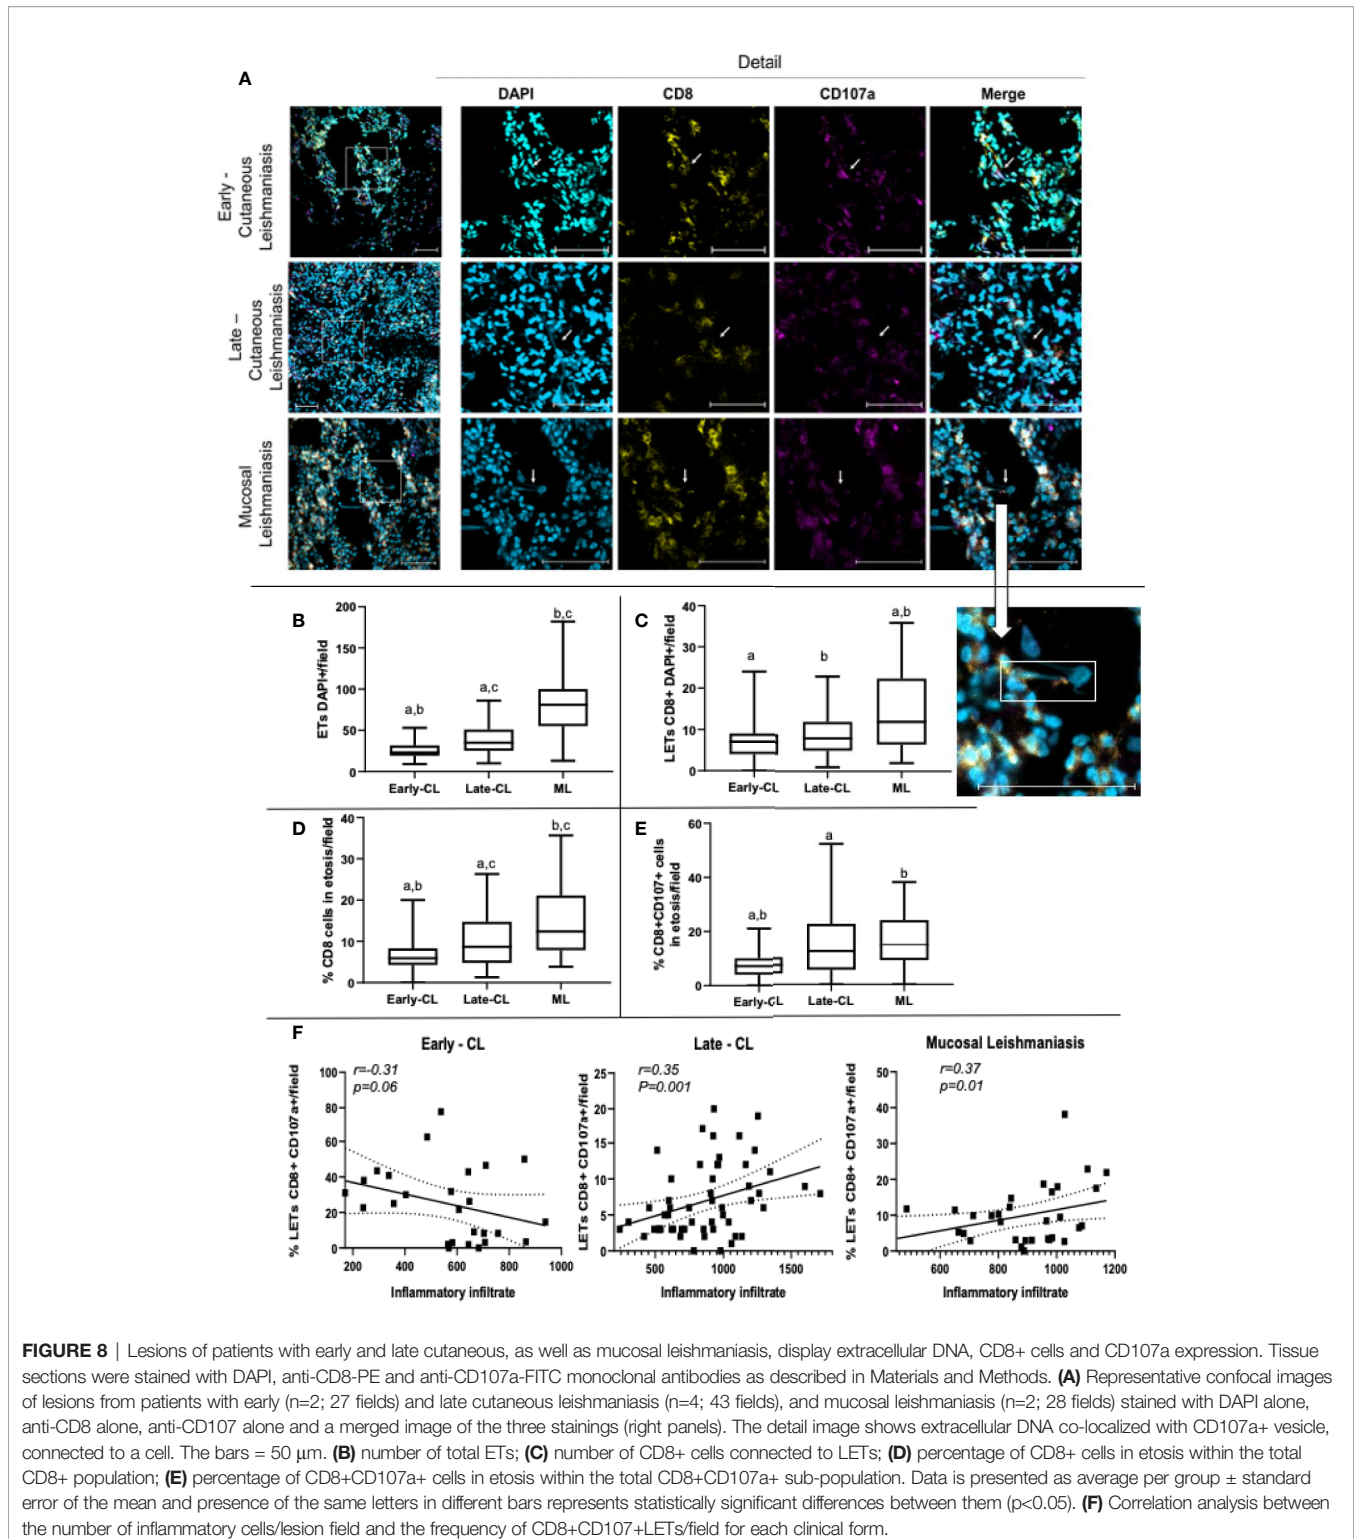 Detail
A
DAPI CD8 CD107a Merge
Early -
Cutaneous
Leishmaniasis
Late –
Cutaneous
Leishmaniasis
Mucosal
Leishmaniasis
B
ETs DAPI+/field
200
150
100
50
0
a,b
a,c
b,c
Early-CL Late-CL ML
C
LETs CD8+ DAPI+/field
40
30
20
10
0
a
b
a,b
Early-CL Late-CL ML
D
% CD8 cells in etosis/field
40
30
20
10
0
a,b
a,c
b,c
Early-CL Late-CL ML
E
% CD8+CD107+ cells
in etosis/field
60
40
20
0
a,b
a
b
Early-CL Late-CL ML
F
Early - CL
r=-0.31
p=0.06
% LETs CD8+ CD107a+/field
100
80
60
40
20
0
200 400 600 800 1000
Inflammatory infiltrate
Late - CL
r=0.35
P=0.001
LETs CD8+ CD107a+/field
25
20
15
10
5
0
500 1000 1500
Inflammatory infiltrate
Mucosal Leishmaniasis
r=0.37
p=0.01
% LETs CD8+ CD107a+/field
50
40
30
20
10
0
600 800 1000 1200
Inflammatory infiltrate
FIGURE 8 | Lesions of patients with early and late cutaneous, as well as mucosal leishmaniasis, display extracellular DNA, CD8+ cells and CD107a expression. Tissue
sections were stained with DAPI, anti-CD8-PE and anti-CD107a-FITC monoclonal antibodies as described in Materials and Methods. (A) Representative confocal images
of lesions from patients with early (n=2; 27 fields) and late cutaneous leishmaniasis (n=4; 43 fields), and mucosal leishmaniasis (n=2; 28 fields) stained with DAPI alone,
anti-CD8 alone, anti-CD107 alone and a merged image of the three stainings (right panels). The detail image shows extracellular DNA co-localized with CD107a+ vesicle,
connected to a cell. The bars = 50 μm. (B) number of total ETs; (C) number of CD8+ cells connected to LETs; (D) percentage of CD8+ cells in etosis within the total
CD8+ population; (E) percentage of CD8+CD107a+ cells in etosis within the total CD8+CD107a+ sub-population. Data is presented as average per group ± standard
error of the mean and presence of the same letters in different bars represents statistically significant differences between them (p<0.05). (F) Correlation analysis between
the number of inflammatory cells/lesion field and the frequency of CD8+CD107+LETs/field for each clinical form.